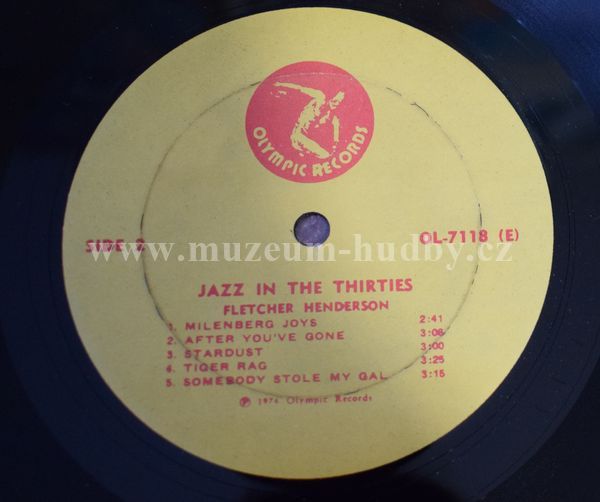 OLYMPIC RECORDS
SIDE
OL-7118 (E)
www.muzeum-hudby.cz
JAZZ IN THE THIRTIES
FLETCHER HENDERSON
1. MILENBERG JOYS 2:41
2. AFTER YOU'VE GONE 3:08
3. STARDUST 3:00
4. TIGER RAG 3:25
5. SOMEBODY STOLE MY GAL 3:15
℗ 1974 Olympic Records